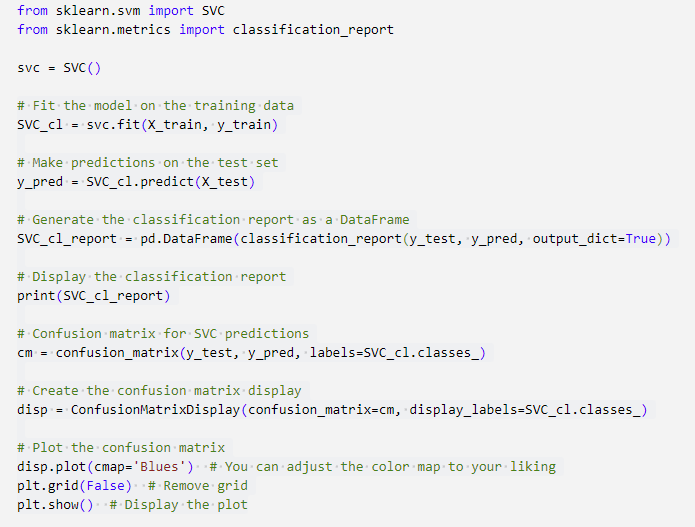 from sklearn.svm import SVC
from sklearn.metrics import classification_report
svc = SVC()
# Fit the model on the training data
SVC_cl = svc.fit(X_train, y_train)
# Make predictions on the test set
y_pred = SVC_cl.predict(X_test)
# Generate the classification report as a DataFrame
SVC_cl_report = pd.DataFrame(classification_report(y_test, y_pred, output_dict=True))
# Display the classification report
print(SVC_cl_report)
# Confusion matrix for SVC predictions
cm = confusion_matrix(y_test, y_pred, labels=SVC_cl.classes_)
# Create the confusion matrix display
disp = ConfusionMatrixDisplay(confusion_matrix=cm, display_labels=SVC_cl.classes_)
# Plot the confusion matrix
disp.plot(cmap='Blues')  # You can adjust the color map to your liking
plt.grid(False)  # Remove grid
plt.show()  # Display the plot